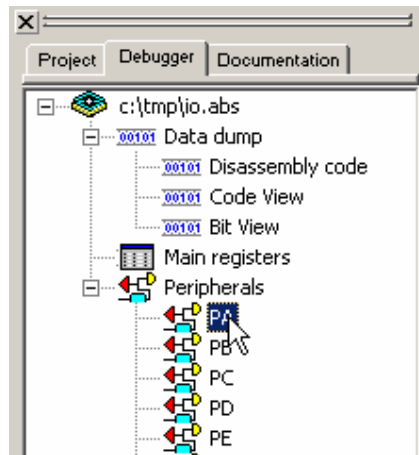 Project Debugger Documentation
c:\tmp\io.abs
00101 Data dump
00101 Disassembly code
00101 Code View
00101 Bit View
Main registers
Peripherals
PA
PB
PC
PD
PE